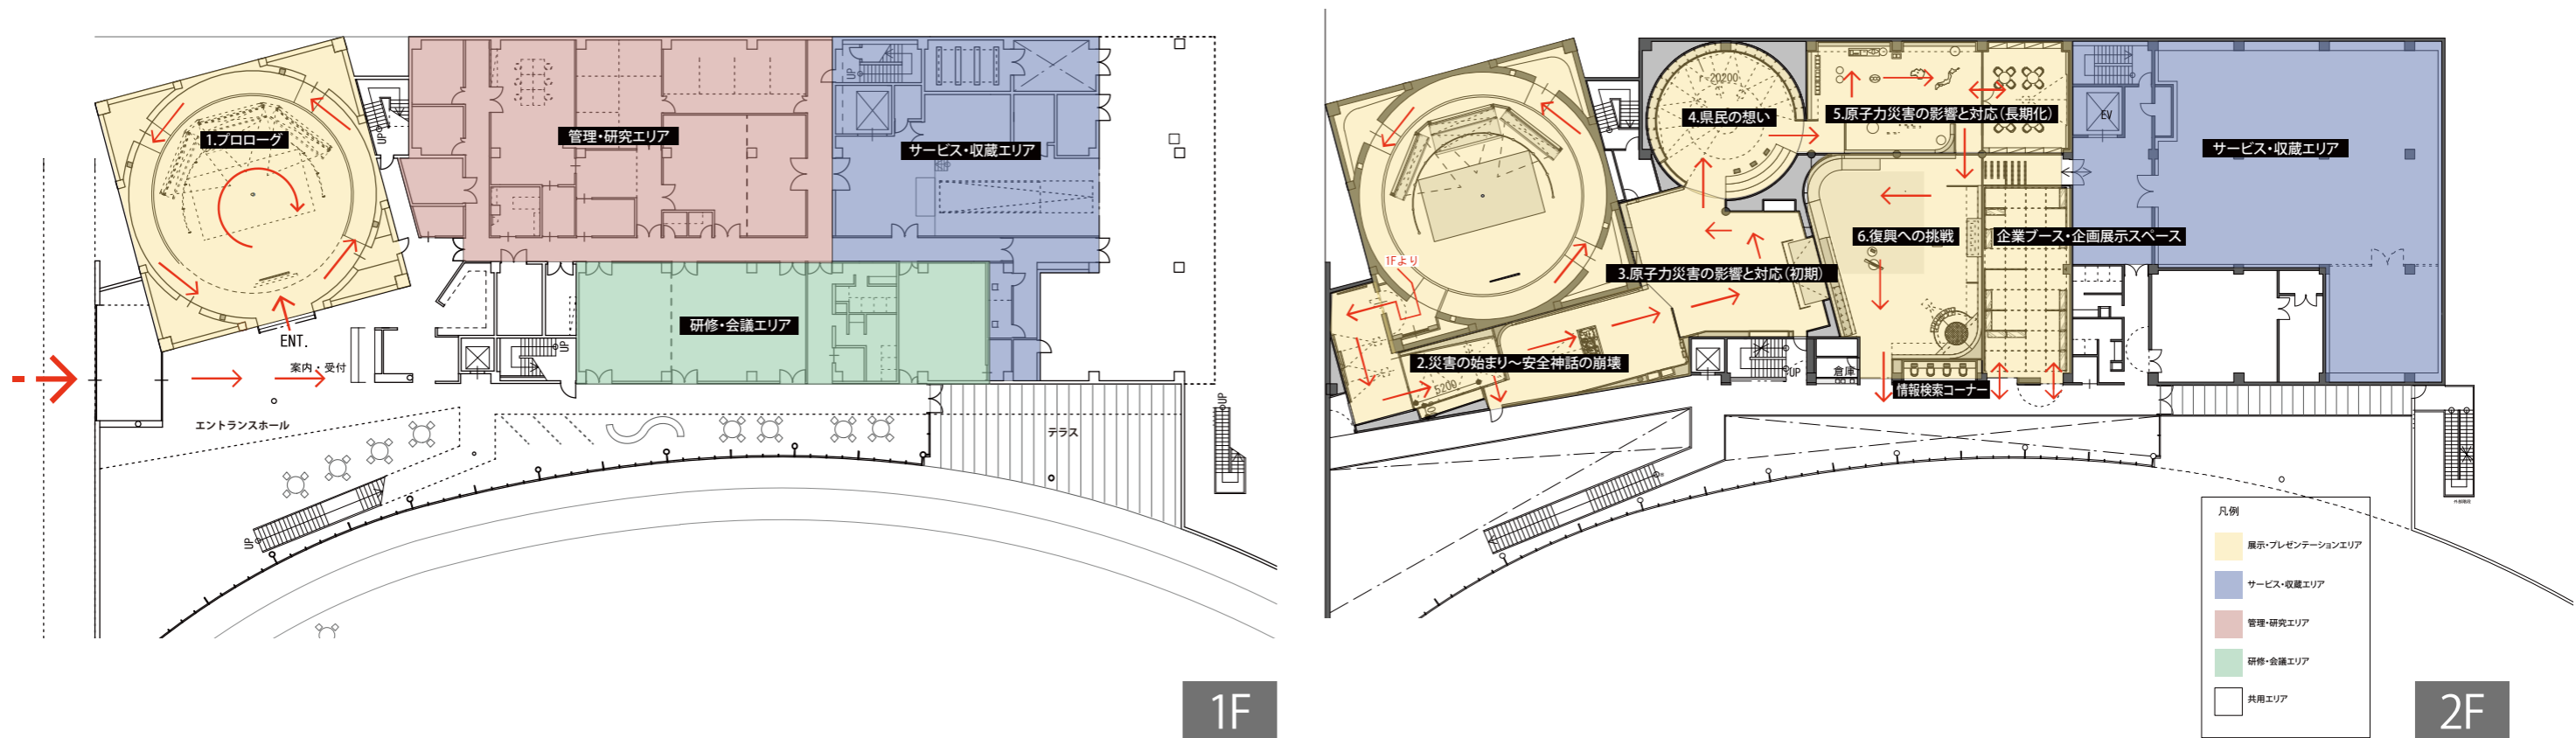 1.プロローグ
管理・研究エリア
サービス・収蔵エリア
研修・会議エリア
ENT.
案内・受付
エントランスホール
テラス
UP
UP
UP
UP
UP
1F
4.県民の想い
20200
5.原子力災害の影響と対応（長期化）
EV
サービス・収蔵エリア
6.復興への挑戦
企業ブース・企画展示スペース
1Fより
3.原子力災害の影響と対応（初期）
2.災害の始まり〜安全神話の崩壊
5200
UP
倉庫
情報検索コーナー
凡例
展示・プレゼンテーションエリア
サービス・収蔵エリア
管理・研究エリア
研修・会議エリア
共用エリア
2F